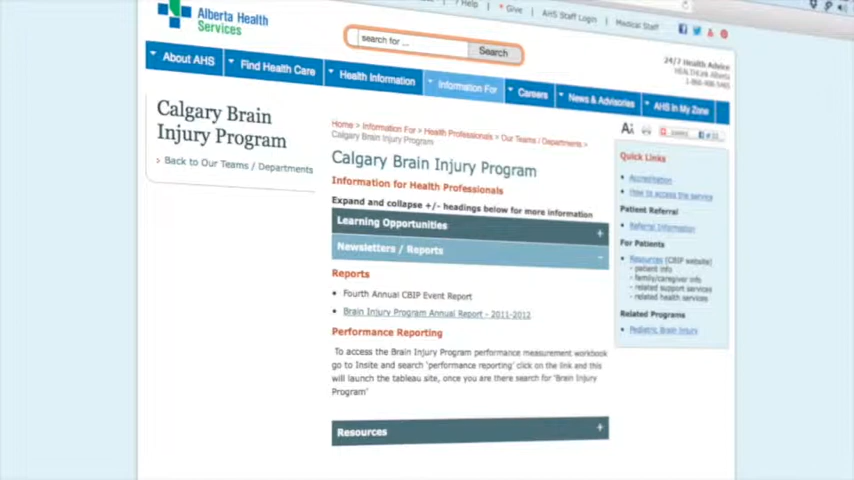 Help
Give
AHS Staff Login
Medical Staff
Alberta Health
Services
search for ...
Search
24/7 Health Advice
HEALTHLink Alberta
About AHS
Find Health Care
Health Information
Information For
Careers
News & Advisories
AHS In My Zone
Calgary Brain
Injury Program
> Back to Our Teams / Departments
Home > Information For > Health Professionals > Our Teams / Departments >
Calgary Brain Injury Program
Calgary Brain Injury Program
Information for Health Professionals
Expand and collapse +/- headings below for more information
Learning Opportunities +
Newsletters / Reports -
Reports
• Fourth Annual CBIP Event Report
• Brain Injury Program Annual Report - 2011-2012
Performance Reporting
To access the Brain Injury Program performance measurement workbook
go to Insite and search 'performance reporting' click on the link and this
will launch the tableau site, once you are there search for 'Brain Injury
Program'
Resources +
Quick Links
• Accreditation
• How to access the service
Patient Referral
• Referral Information
For Patients
• Resources (CBIP website)
- patient info
- family/caregiver info
- related support services
- related health services
Related Programs
• Pediatric Brain Injury